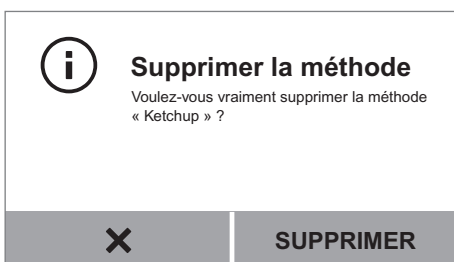 Supprimer la méthode
Voulez-vous vraiment supprimer la méthode
« Ketchup » ?
SUPPRIMER